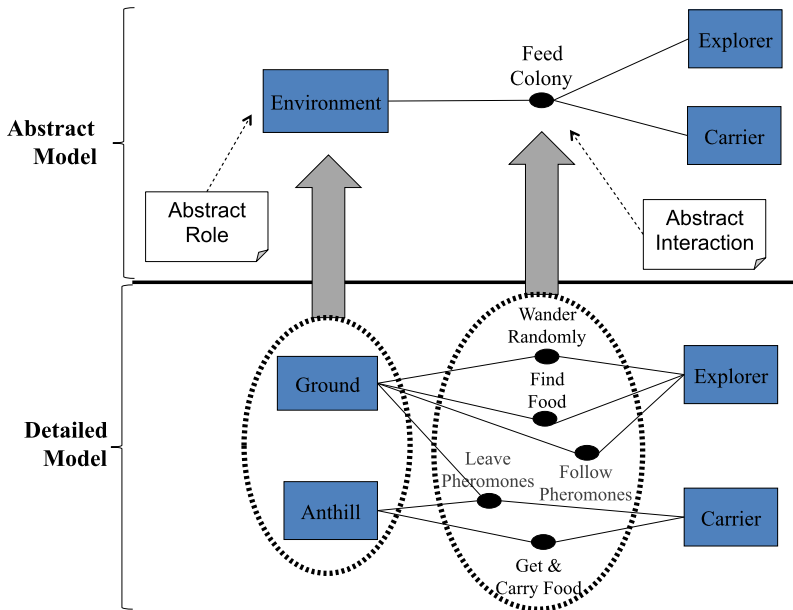 Feed
Colony
Explorer
Environment
Carrier
Abstract
Model
Abstract
Role
Abstract
Interaction
Wander
Randomly
Ground
Explorer
Find
Food
Detailed
Model
Leave
Pheromones
Follow
Pheromones
Anthill
Carrier
Get &
Carry Food